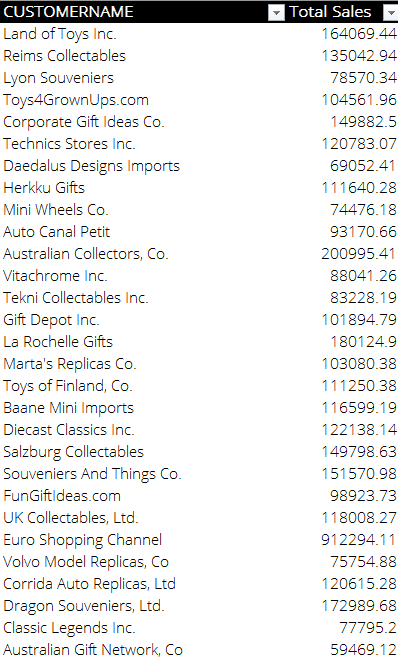 CUSTOMERNAME Total Sales
Land of Toys Inc. 164069.44
Reims Collectables 135042.94
Lyon Souveniers 78570.34
Toys4GrownUps.com 104561.96
Corporate Gift Ideas Co. 149882.5
Technics Stores Inc. 120783.07
Daedalus Designs Imports 69052.41
Herkku Gifts 111640.28
Mini Wheels Co. 74476.18
Auto Canal Petit 93170.66
Australian Collectors, Co. 200995.41
Vitachrome Inc. 88041.26
Tekni Collectables Inc. 83228.19
Gift Depot Inc. 101894.79
La Rochelle Gifts 180124.9
Marta's Replicas Co. 103080.38
Toys of Finland, Co. 111250.38
Baane Mini Imports 116599.19
Diecast Classics Inc. 122138.14
Salzburg Collectables 149798.63
Souveniers And Things Co. 151570.98
FunGiftIdeas.com 98923.73
UK Collectables, Ltd. 118008.27
Euro Shopping Channel 912294.11
Volvo Model Replicas, Co 75754.88
Corrida Auto Replicas, Ltd 120615.28
Dragon Souveniers, Ltd. 172989.68
Classic Legends Inc. 77795.2
Australian Gift Network, Co 59469.12